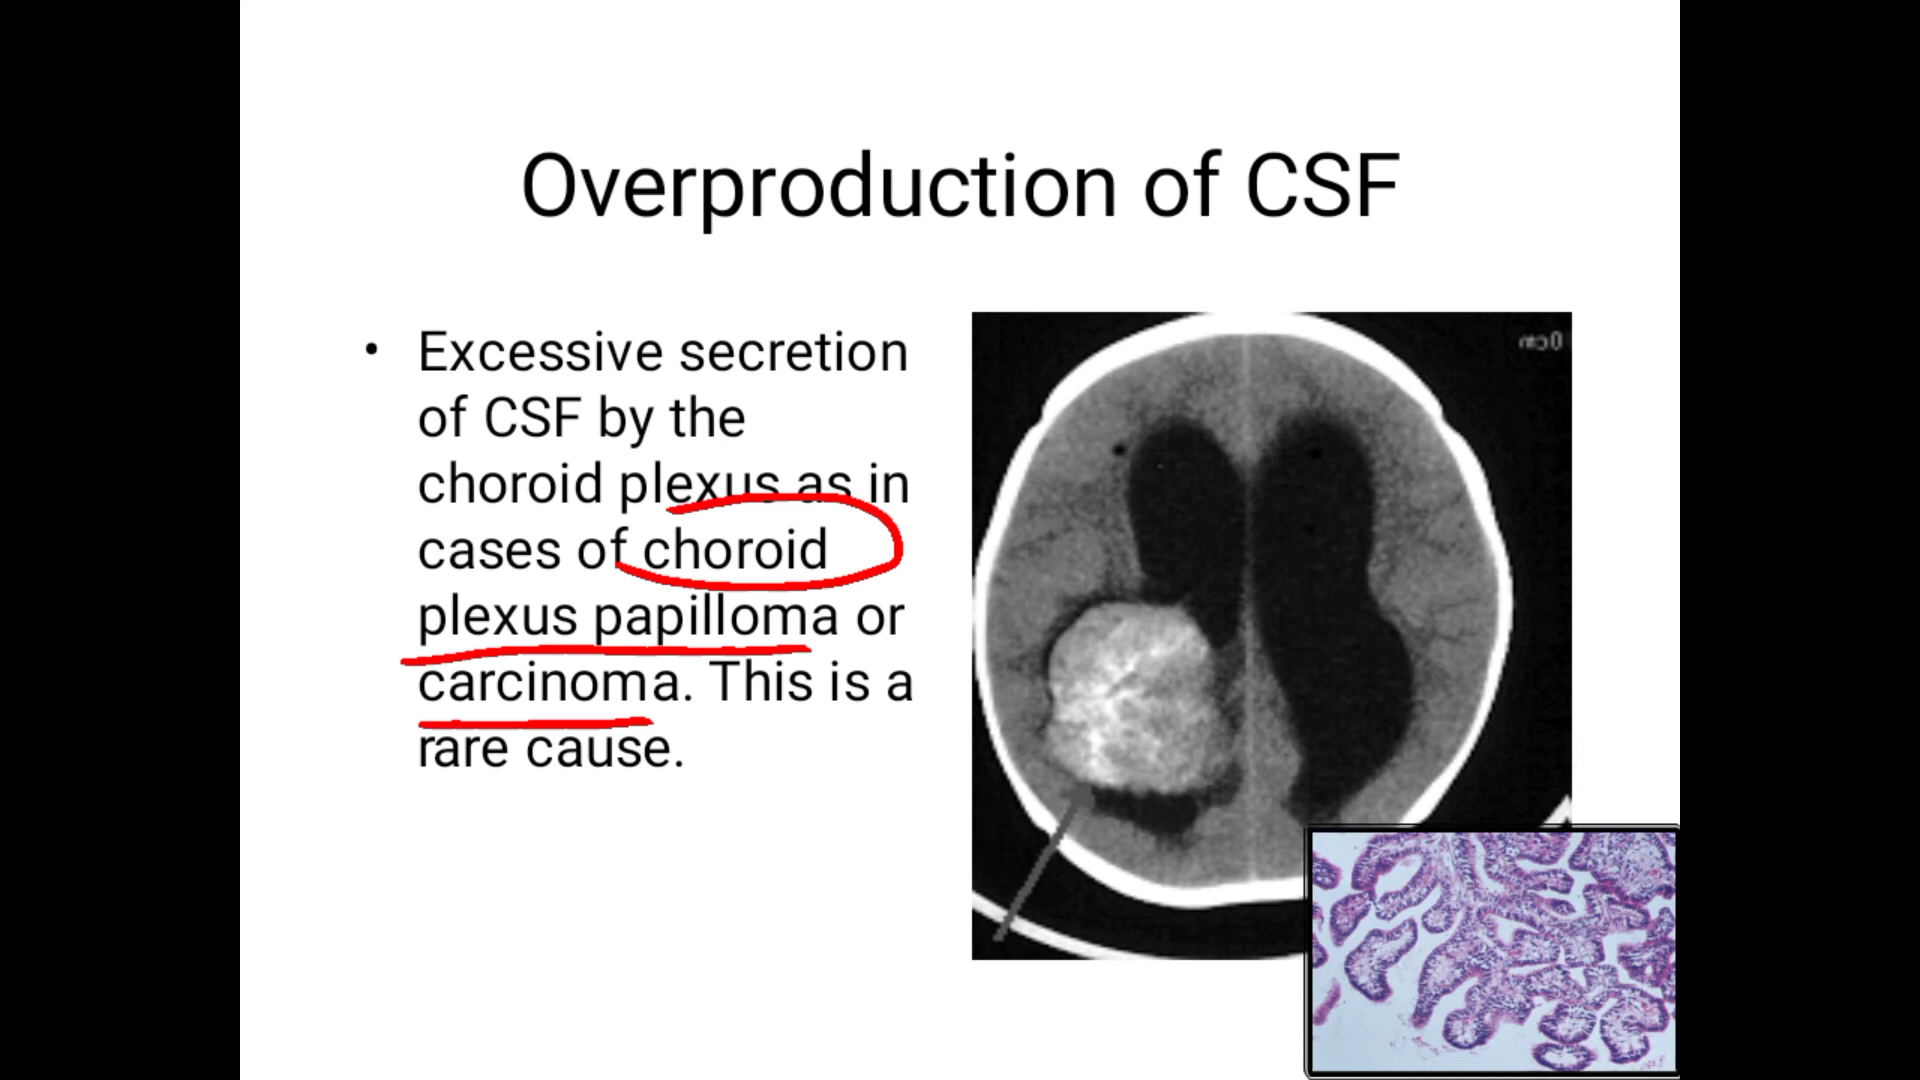 Overproduction of CSF
• Excessive secretion
of CSF by the
choroid plexus as in
cases of choroid
plexus papilloma or
carcinoma. This is a
rare cause.
0cm